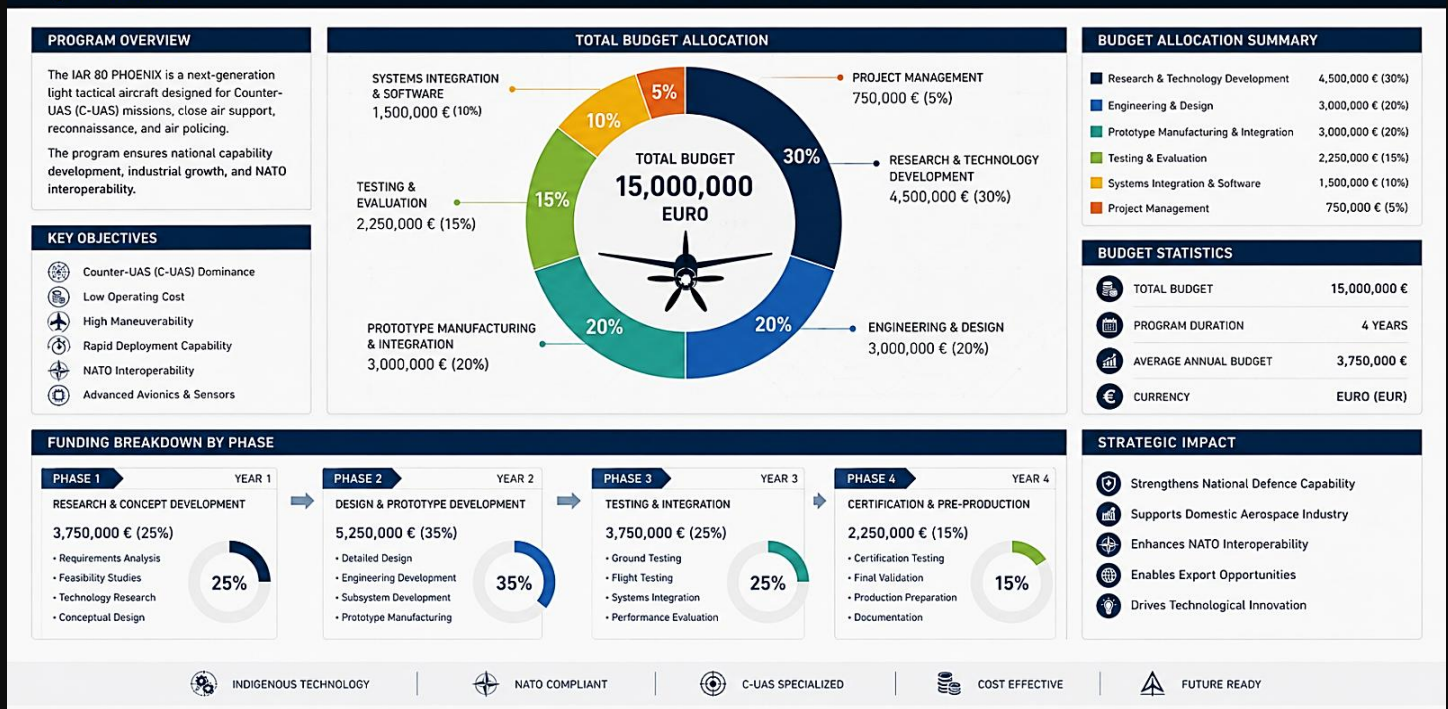 PROGRAM OVERVIEW
The IAR 80 PHOENIX is a next-generation
light tactical aircraft designed for Counter-
UAS (C-UAS) missions, close air support,
reconnaissance, and air policing.
The program ensures national capability
development, industrial growth, and NATO
interoperability.
KEY OBJECTIVES
Counter-UAS (C-UAS) Dominance
Low Operating Cost
High Maneuverability
Rapid Deployment Capability
NATO Interoperability
Advanced Avionics & Sensors
TOTAL BUDGET ALLOCATION
SYSTEMS INTEGRATION
& SOFTWARE
1,500,000 € (10%)
TESTING &
EVALUATION
2,250,000 € (15%)
PROTOTYPE MANUFACTURING
& INTEGRATION
3,000,000 € (20%)
5%
10%
15%
20%
20%
30%
TOTAL BUDGET
15,000,000
EURO
PROJECT MANAGEMENT
750,000 € (5%)
RESEARCH & TECHNOLOGY
DEVELOPMENT
4,500,000 € (30%)
ENGINEERING & DESIGN
3,000,000 € (20%)
BUDGET ALLOCATION SUMMARY
Research & Technology Development 4,500,000 € (30%)
Engineering & Design 3,000,000 € (20%)
Prototype Manufacturing & Integration 3,000,000 € (20%)
Testing & Evaluation 2,250,000 € (15%)
Systems Integration & Software 1,500,000 € (10%)
Project Management 750,000 € (5%)
BUDGET STATISTICS
TOTAL BUDGET 15,000,000 €
PROGRAM DURATION 4 YEARS
AVERAGE ANNUAL BUDGET 3,750,000 €
€ CURRENCY EURO (EUR)
FUNDING BREAKDOWN BY PHASE
PHASE 1 YEAR 1
RESEARCH & CONCEPT DEVELOPMENT
3,750,000 € (25%)
• Requirements Analysis
• Feasibility Studies
• Technology Research
• Conceptual Design
25%
PHASE 2 YEAR 2
DESIGN & PROTOTYPE DEVELOPMENT
5,250,000 € (35%)
• Detailed Design
• Engineering Development
• Subsystem Development
• Prototype Manufacturing
35%
PHASE 3 YEAR 3
TESTING & INTEGRATION
3,750,000 € (25%)
• Ground Testing
• Flight Testing
• Systems Integration
• Performance Evaluation
25%
PHASE 4 YEAR 4
CERTIFICATION & PRE-PRODUCTION
2,250,000 € (15%)
• Certification Testing
• Final Validation
• Production Preparation
• Documentation
15%
STRATEGIC IMPACT
Strengthens National Defence Capability
Supports Domestic Aerospace Industry
Enhances NATO Interoperability
Enables Export Opportunities
Drives Technological Innovation
INDIGENOUS TECHNOLOGY
NATO COMPLIANT
C-UAS SPECIALIZED
COST EFFECTIVE
FUTURE READY